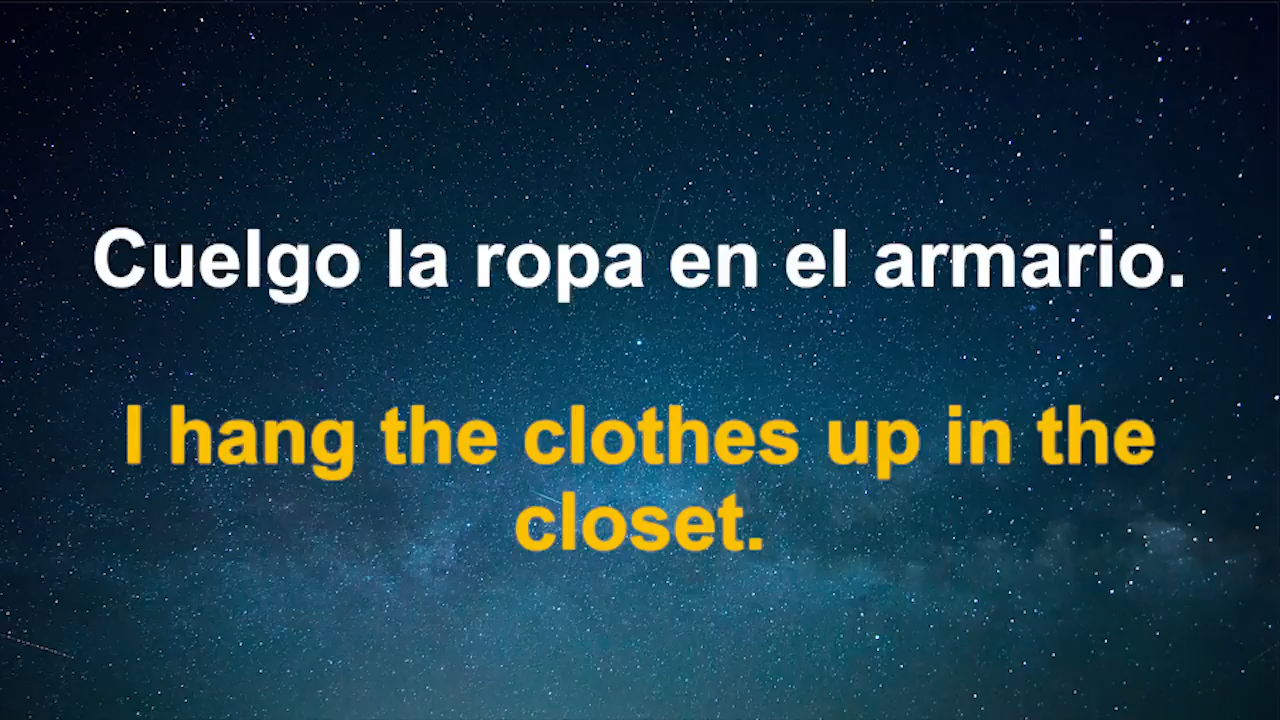 Cuelgo la ropa en el armario.
I hang the clothes up in the
closet.